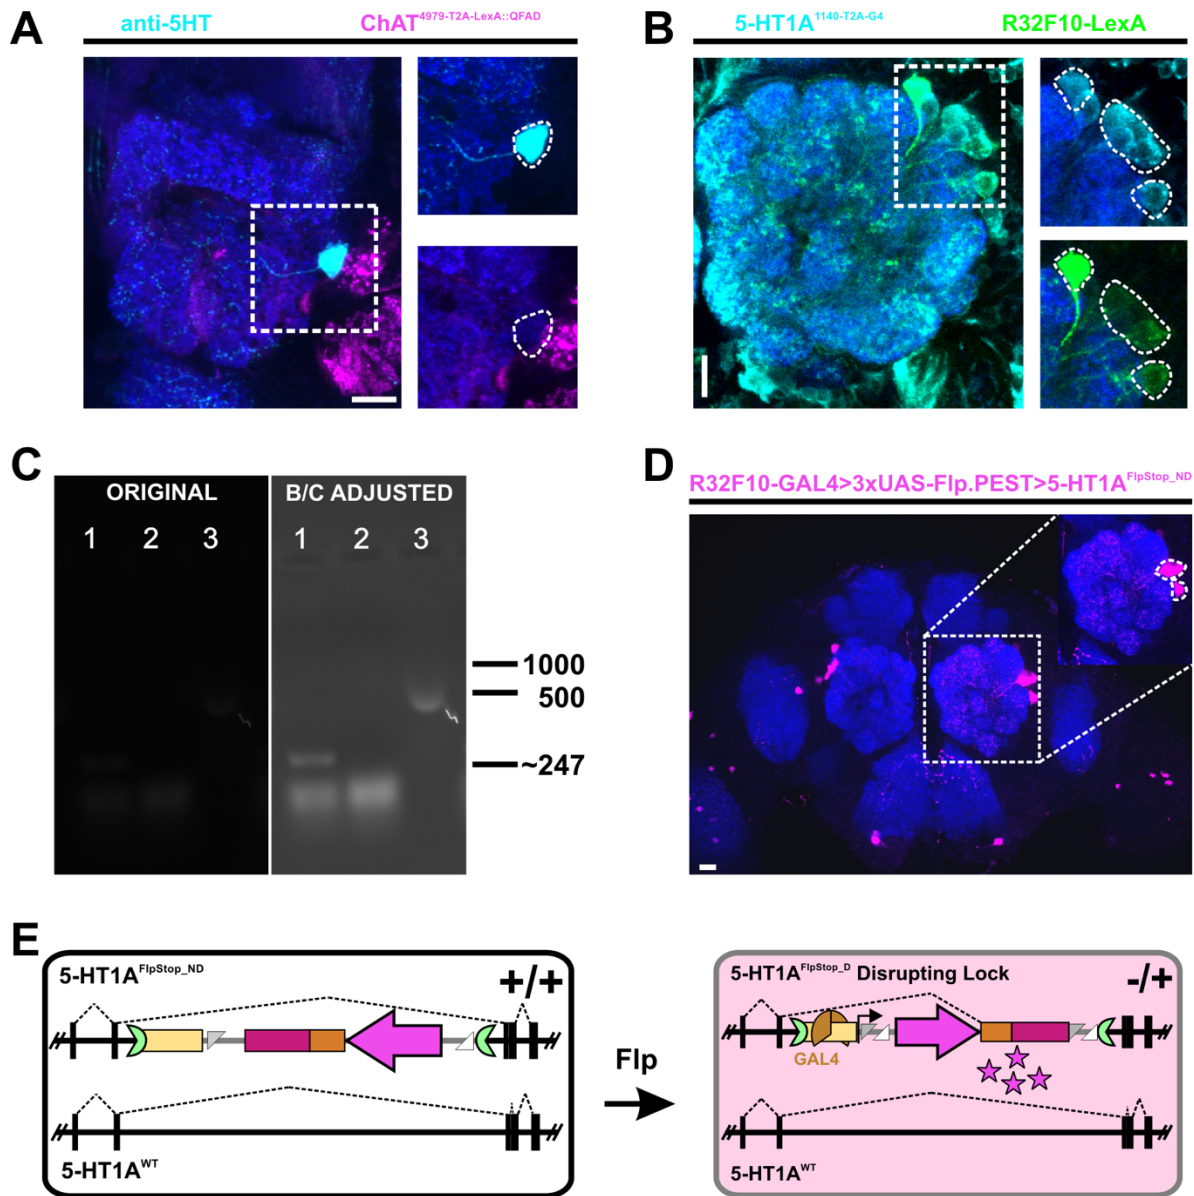 A
anti-5HT ChAT4979-T2A-LexA::QFAD
B
5-HT1A1140-T2A-G4 R32F10-LexA
C
ORIGINAL B/C ADJUSTED
1 2 3 1 2 3
1000
500
~247
D
R32F10-GAL4>3xUAS-Flp.PEST>5-HT1AFlpStop_ND
E
5-HT1AFlpStop_ND +/+
5-HT1AWT
Flp
5-HT1AFlpStop_D Disrupting Lock -/+
GAL4
5-HT1AWT